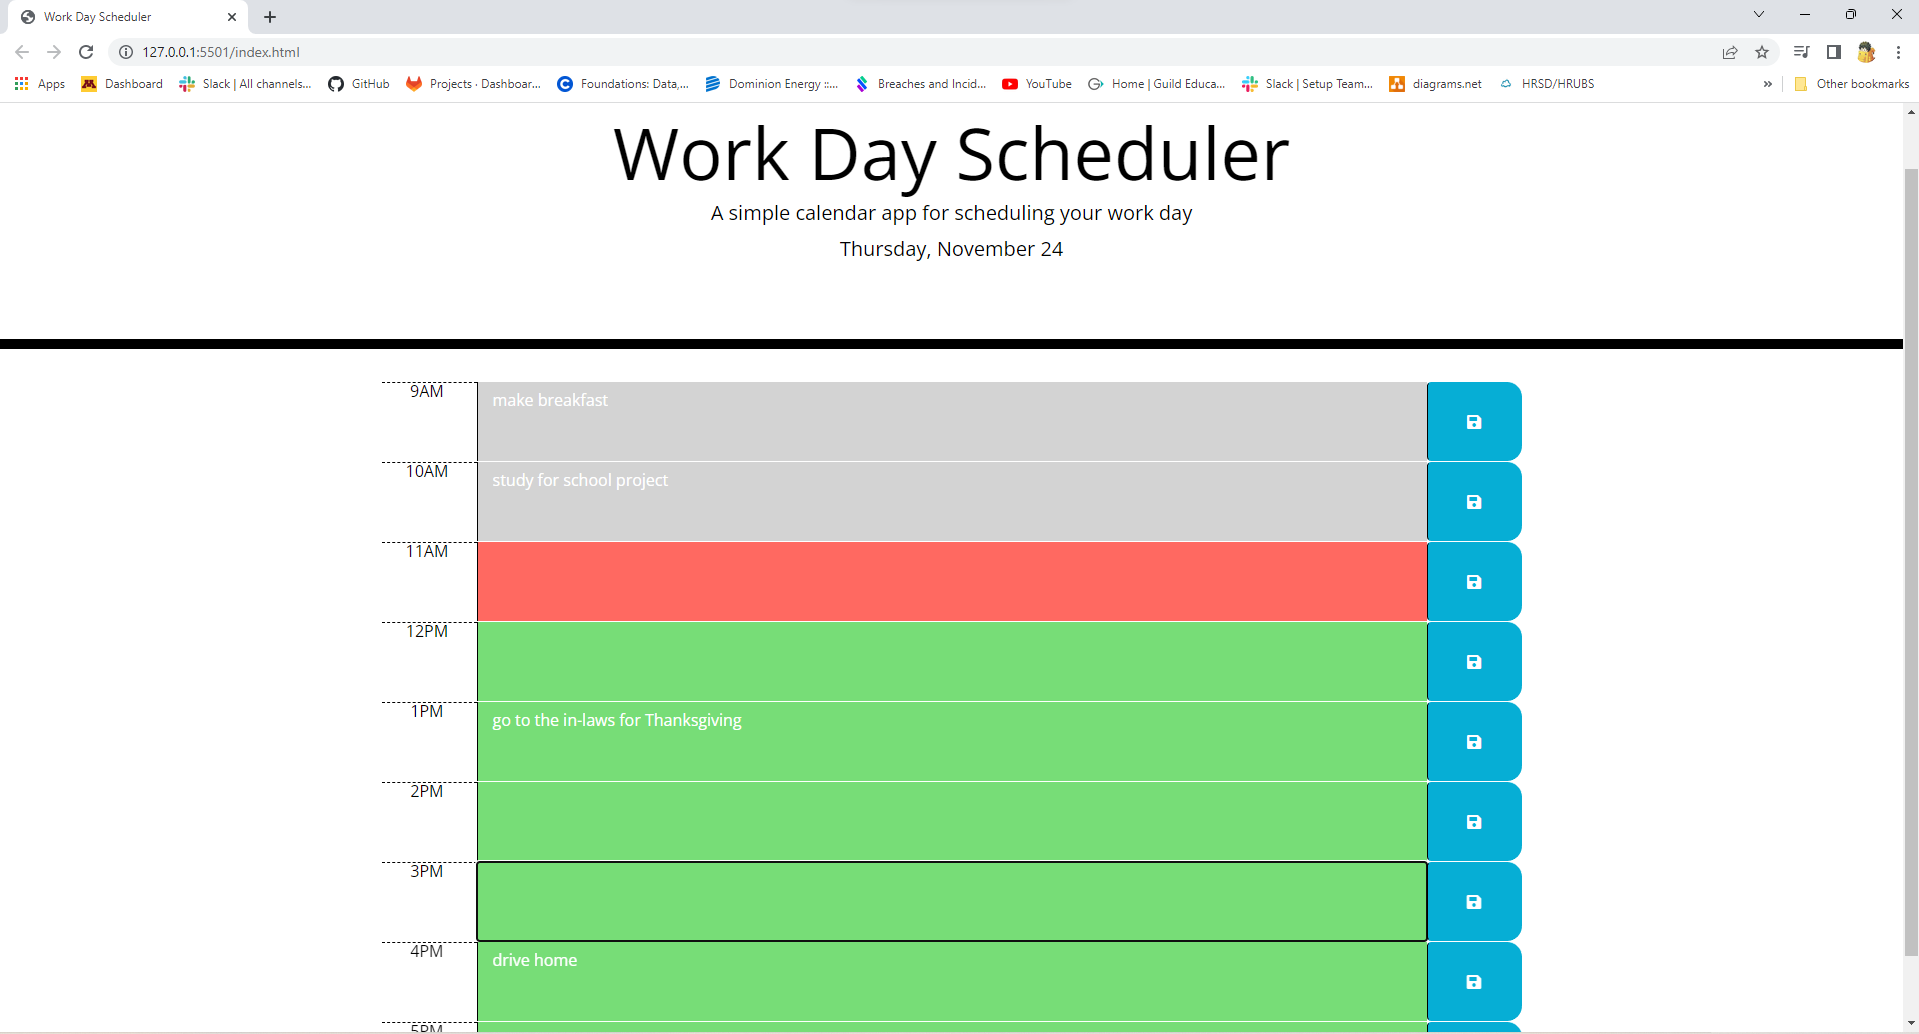 Work Day Scheduler
127.0.0.1:5501/index.html
Apps Dashboard Slack | All channels... GitHub Projects · Dashboar... Foundations: Data,... Dominion Energy ::... Breaches and Incid... YouTube Home | Guild Educa... Slack | Setup Team... diagrams.net HRSD/HRUBS » Other bookmarks
Work Day Scheduler
A simple calendar app for scheduling your work day
Thursday, November 24
9AM make breakfast
10AM study for school project
11AM
12PM
1PM go to the in-laws for Thanksgiving
2PM
3PM
4PM drive home
5PM